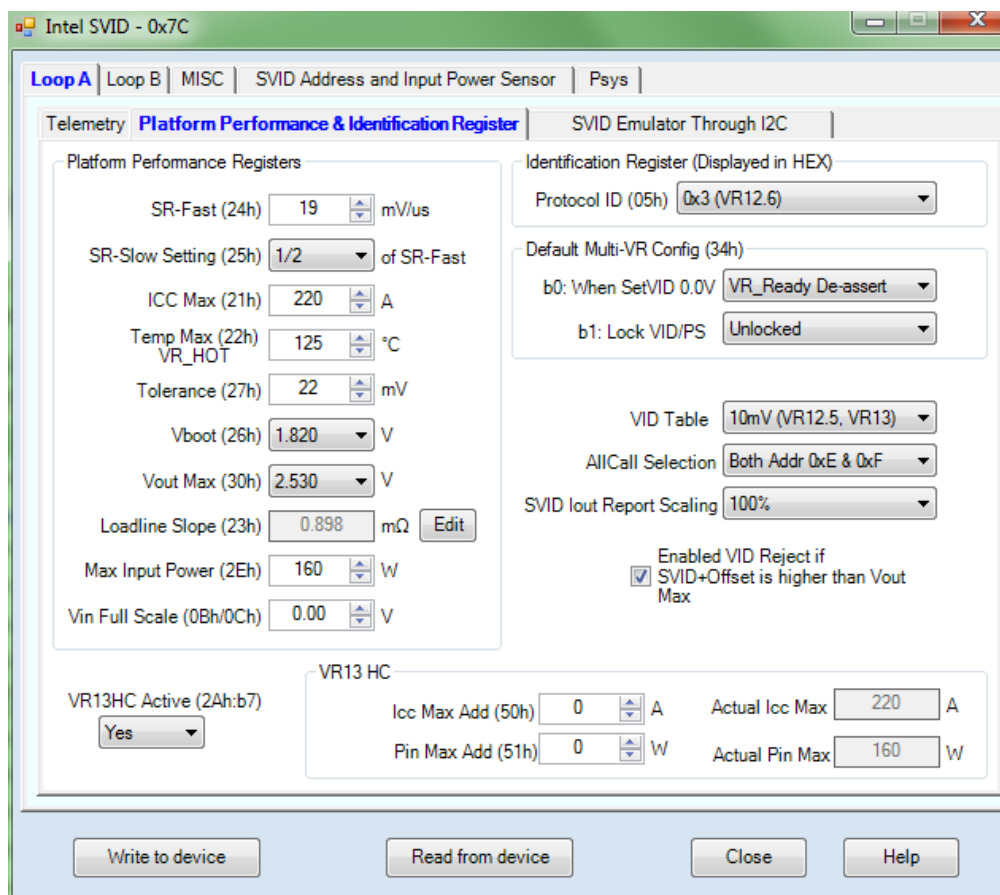 Intel SVID - 0x7C
Loop A Loop B MISC SVID Address and Input Power Sensor Psys
Telemetry Platform Performance & Identification Register SVID Emulator Through I2C
Platform Performance Registers
SR-Fast (24h) 19 mV/us
SR-Slow Setting (25h) 1/2 of SR-Fast
ICC Max (21h) 220 A
Temp Max (22h) 125 °C
VR_HOT
Tolerance (27h) 22 mV
Vboot (26h) 1.820 V
Vout Max (30h) 2.530 V
Loadline Slope (23h) 0.898 mΩ Edit
Max Input Power (2Eh) 160 W
Vin Full Scale (0Bh/0Ch) 0.00 V
Identification Register (Displayed in HEX)
Protocol ID (05h) 0x3 (VR12.6)
Default Multi-VR Config (34h)
b0: When SetVID 0.0V VR_Ready De-assert
b1: Lock VID/PS Unlocked
VID Table 10mV (VR12.5, VR13)
AllCall Selection Both Addr 0xE & 0xF
SVID Iout Report Scaling 100%
Enabled VID Reject if
SVID+Offset is higher than Vout
Max
VR13HC Active (2Ah:b7)
Yes
VR13 HC
Icc Max Add (50h) 0 A Actual Icc Max 220 A
Pin Max Add (51h) 0 W Actual Pin Max 160 W
Write to device Read from device Close Help